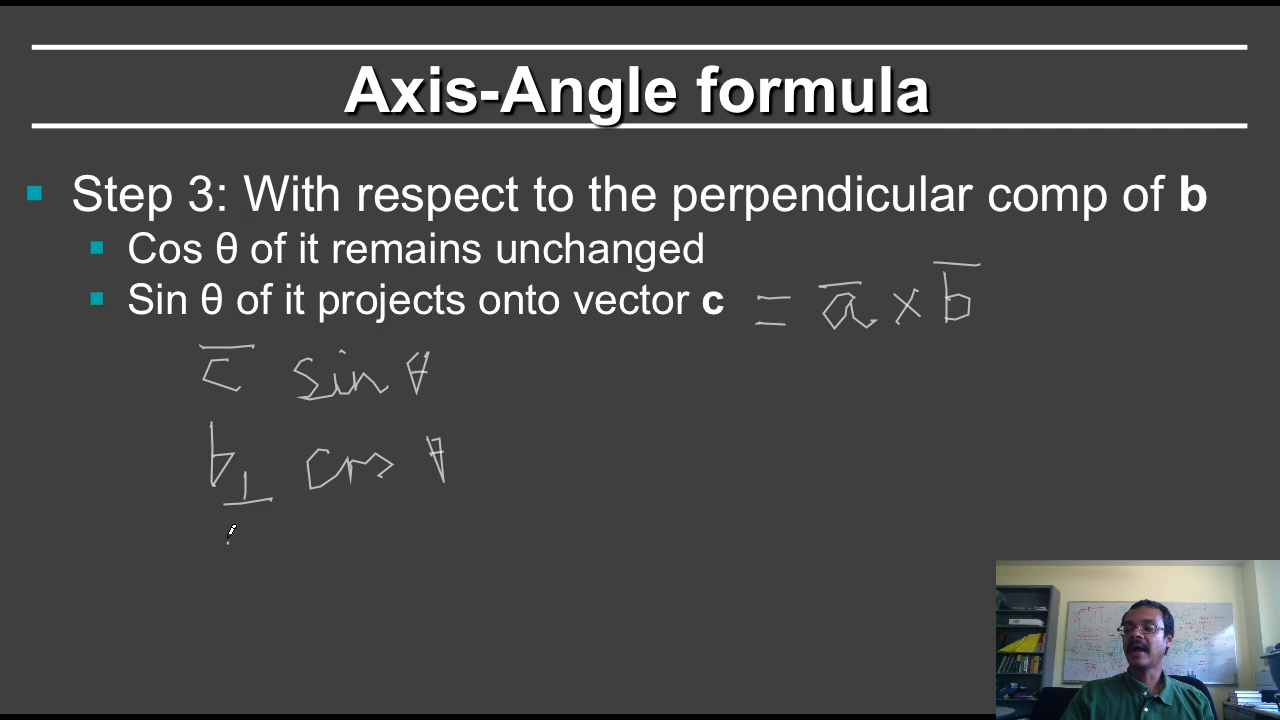 Axis-Angle formula
Step 3: With respect to the perpendicular comp of b
Cos θ of it remains unchanged
Sin θ of it projects onto vector c = a̅ × b̅
c̅ sin θ
b⊥ cos θ